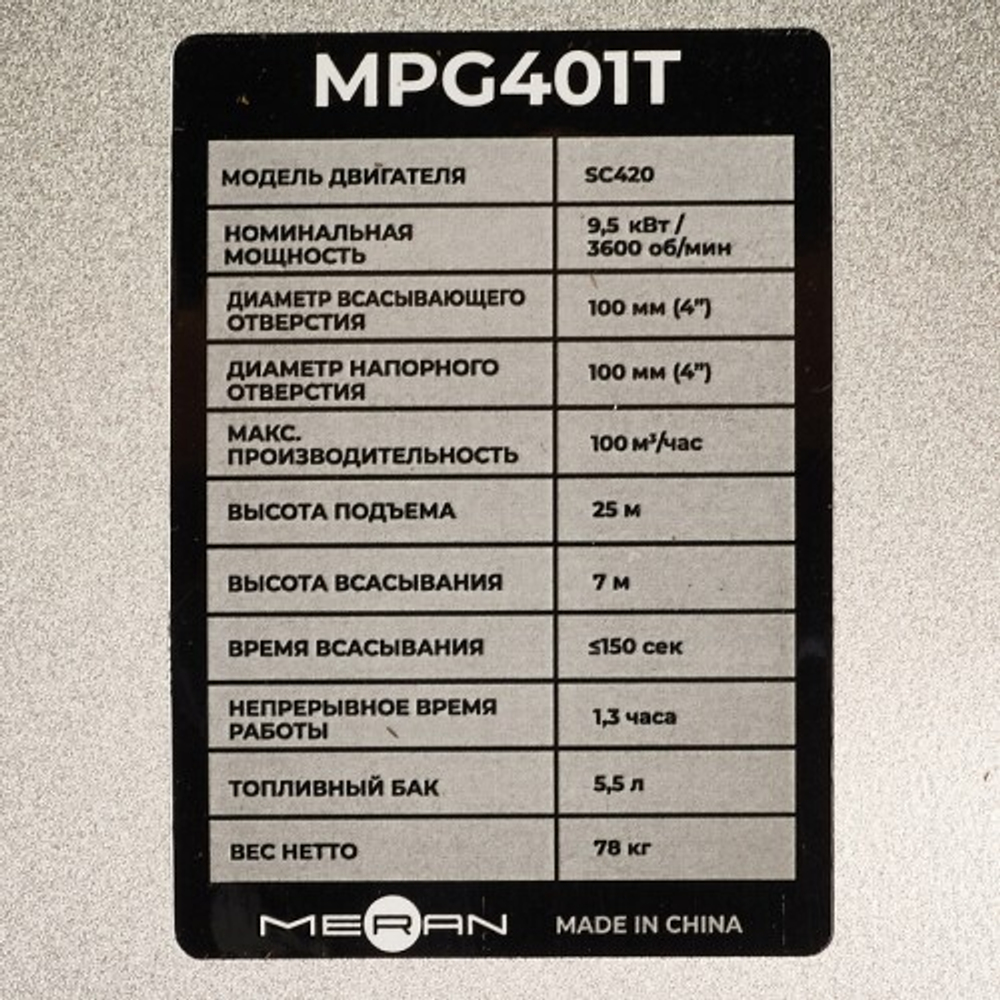 MPG401T
МОДЕЛЬ ДВИГАТЕЛЯ
SC420
НОМИНАЛЬНАЯ
МОЩНОСТЬ
9,5 кВт /
3600 об/мин
ДИАМЕТР ВСАСЫВАЮЩЕГО
ОТВЕРСТИЯ
100 мм (4")
ДИАМЕТР НАПОРНОГО
ОТВЕРСТИЯ
100 мм (4")
МАКС.
ПРОИЗВОДИТЕЛЬНОСТЬ
100 м³/час
ВЫСОТА ПОДЪЕМА
25 м
ВЫСОТА ВСАСЫВАНИЯ
7 м
ВРЕМЯ ВСАСЫВАНИЯ
≤150 сек
НЕПРЕРЫВНОЕ ВРЕМЯ
РАБОТЫ
1,3 часа
ТОПЛИВНЫЙ БАК
5,5 л
ВЕС НЕТТО
78 кг
MERAN MADE IN CHINA